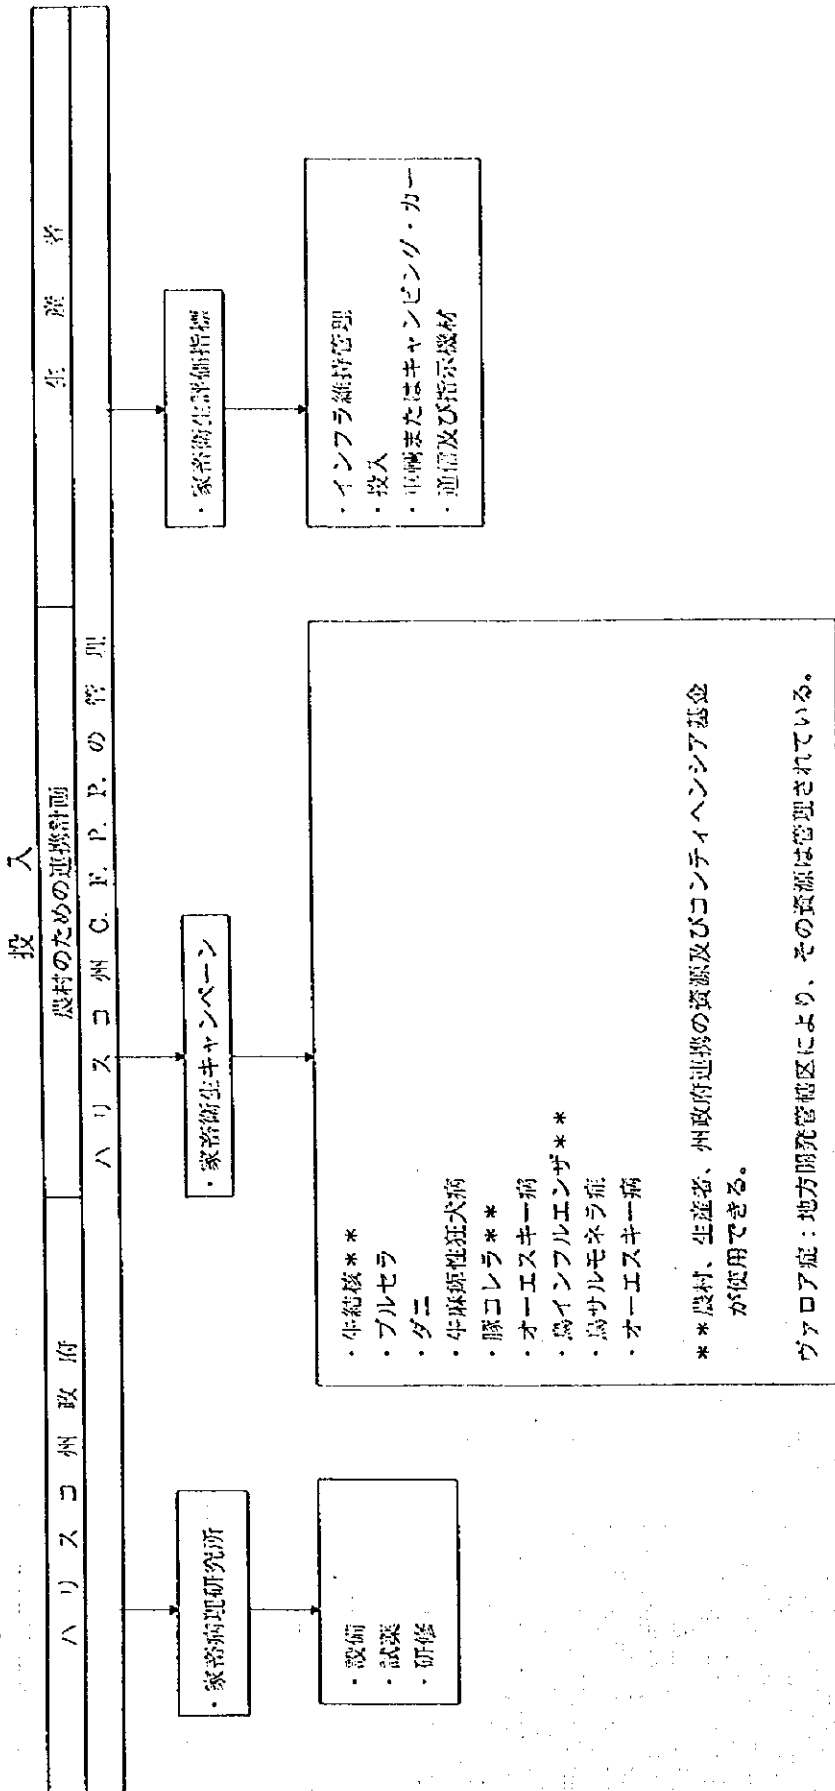 投入
ハリスコ州政府
農村のための連携計画
生産者
ハリスコ州C.F.P.P.の管理
・家畜病理研究所
・設備
・試薬
・研修
・家畜衛生キャンペーン
・牛結核**
・ブルセラ
・ダニ
・牛麻痺性狂犬病
・豚コレラ**
・オーエスキー病
・鳥インフルエンザ**
・鳥サルモネラ症
・オーエスキー病
**農村、生産者、州政府連携の資源及びコンティヘンシア基金
が使用できる。
ヴァロア症:地方開発管轄区により、その資源は管理されている。
・家畜衛生評価指標
・インフラ維持管理
・投入
・車輌またはキャンピング・カー
・通信及び指示機材